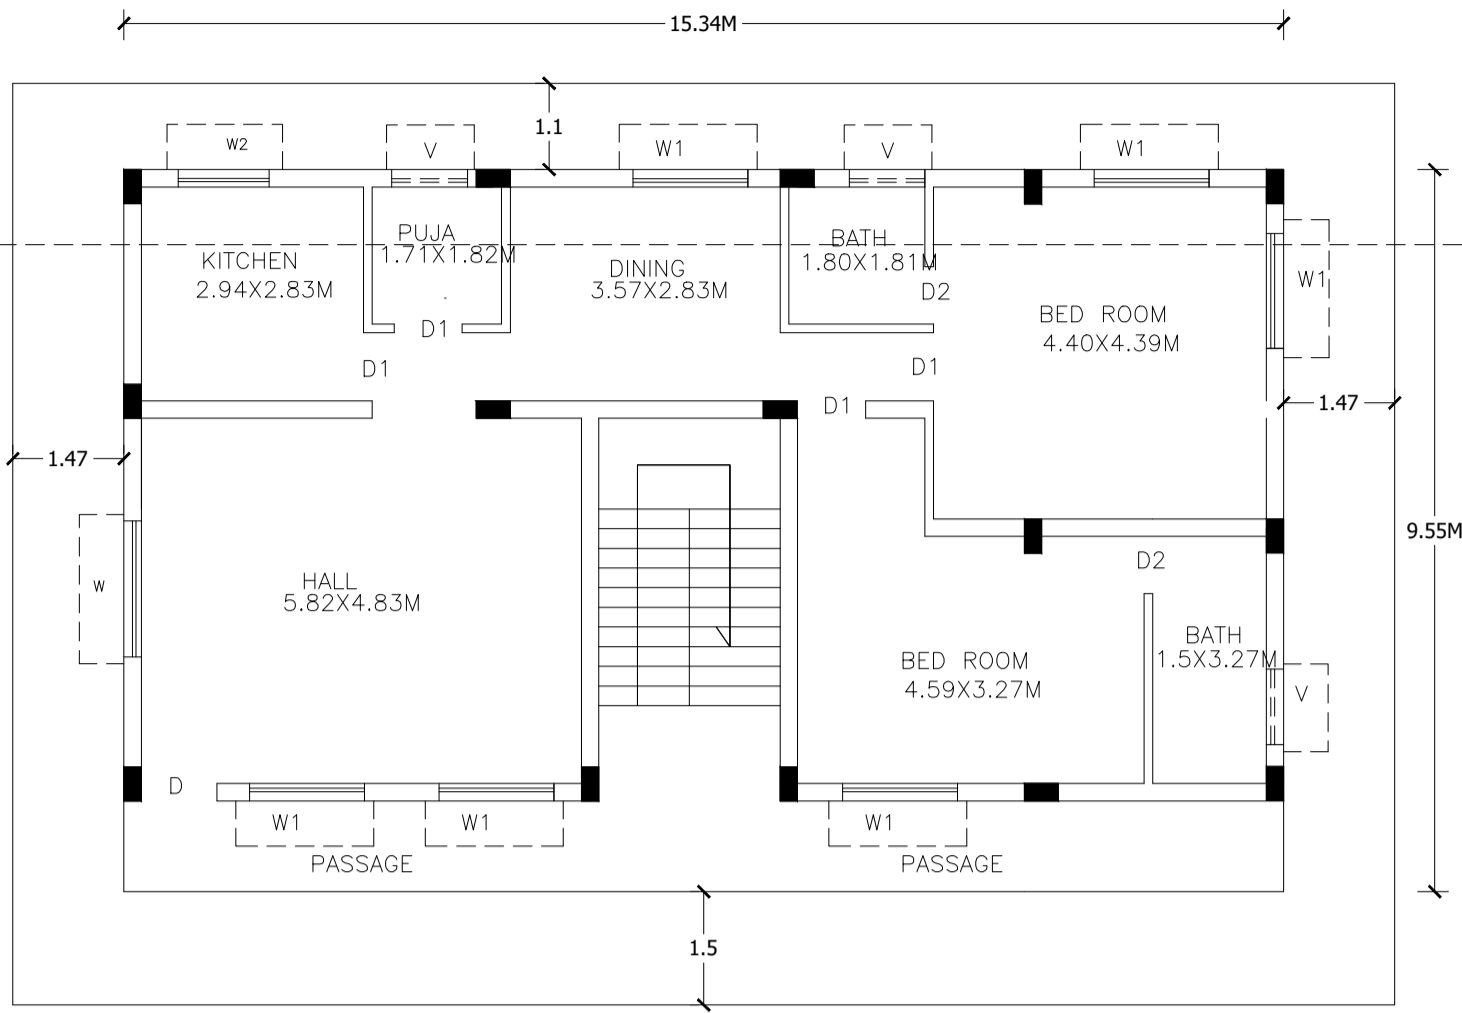 15.34M
1.1
W2
V
W1
V
W1
PUJA
1.71X1.82M
BATH
1.80X1.81M
KITCHEN
2.94X2.83M
DINING
3.57X2.83M
W1
D2
BED ROOM
4.40X4.39M
D1
D1
D1
D1
1.47
1.47
9.55M
D2
W
HALL
5.82X4.83M
BATH
1.5X3.27M
BED ROOM
4.59X3.27M
V
D
W1
W1
W1
PASSAGE
PASSAGE
1.5